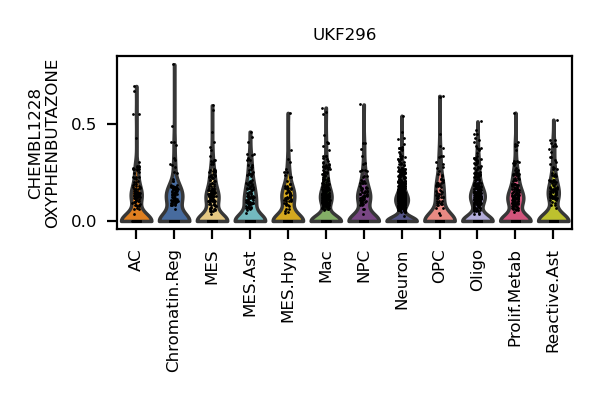 UKF296
CHEMBL1228
OXYPHENBUTAZONE
0.5
0.0
AC
Chromatin.Reg
MES
MES.Ast
MES.Hyp
Mac
NPC
Neuron
OPC
Oligo
Prolif.Metab
Reactive.Ast